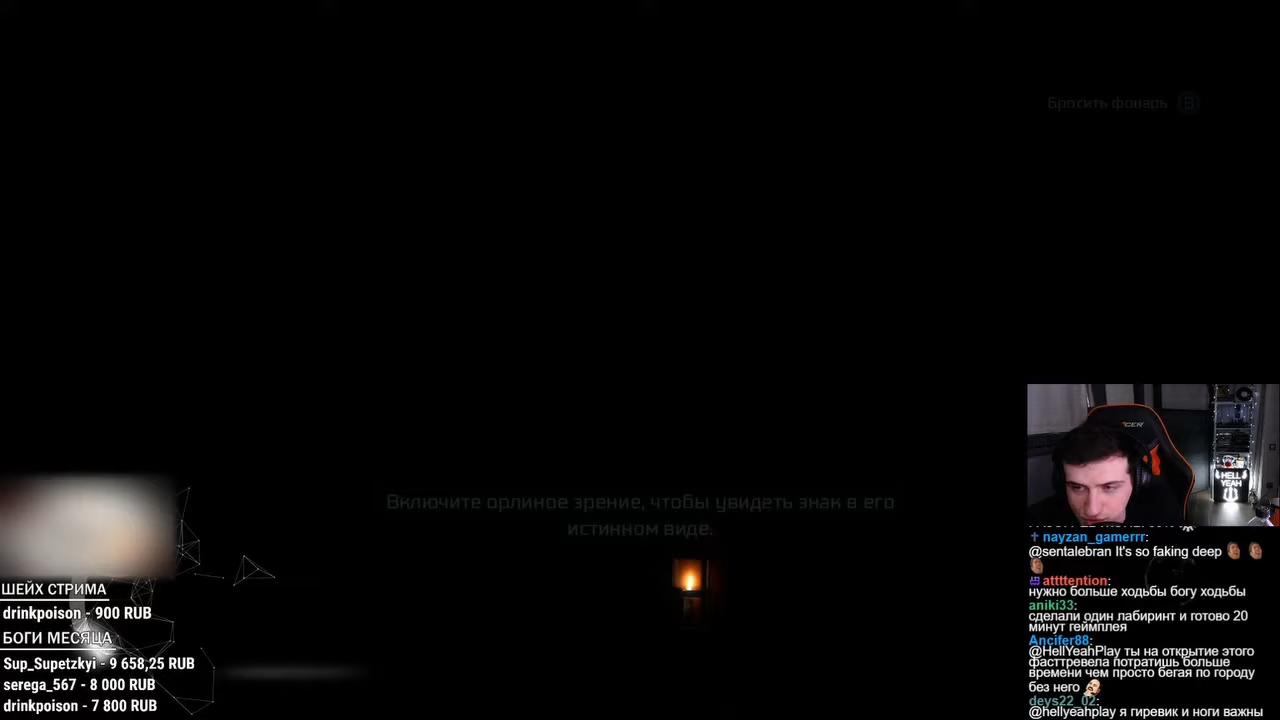 Бросить фонарь B
Включите орлиное зрение, чтобы увидеть знак в его
истинном виде.
ШЕЙХ СТРИМА
drinkpoison - 900 RUB
БОГИ МЕСЯЦА
Sup_Supetzkyi - 9 658,25 RUB
serega_567 - 8 000 RUB
drinkpoison - 7 800 RUB
HELL
YEAH
nayzan_gamerrr:
@sentalebran It's so faking deep
attttention:
нужно больше ходьбы богу ходьбы
aniki33:
сделали один лабиринт и готово 20
минут геймплея
Ancifer88:
@HellYeahPlay ты на открытие этого
фасттревела потратишь больше
времени чем просто бегая по городу
без него
deys22_02:
@hellyeahplay я гиревик и ноги важны